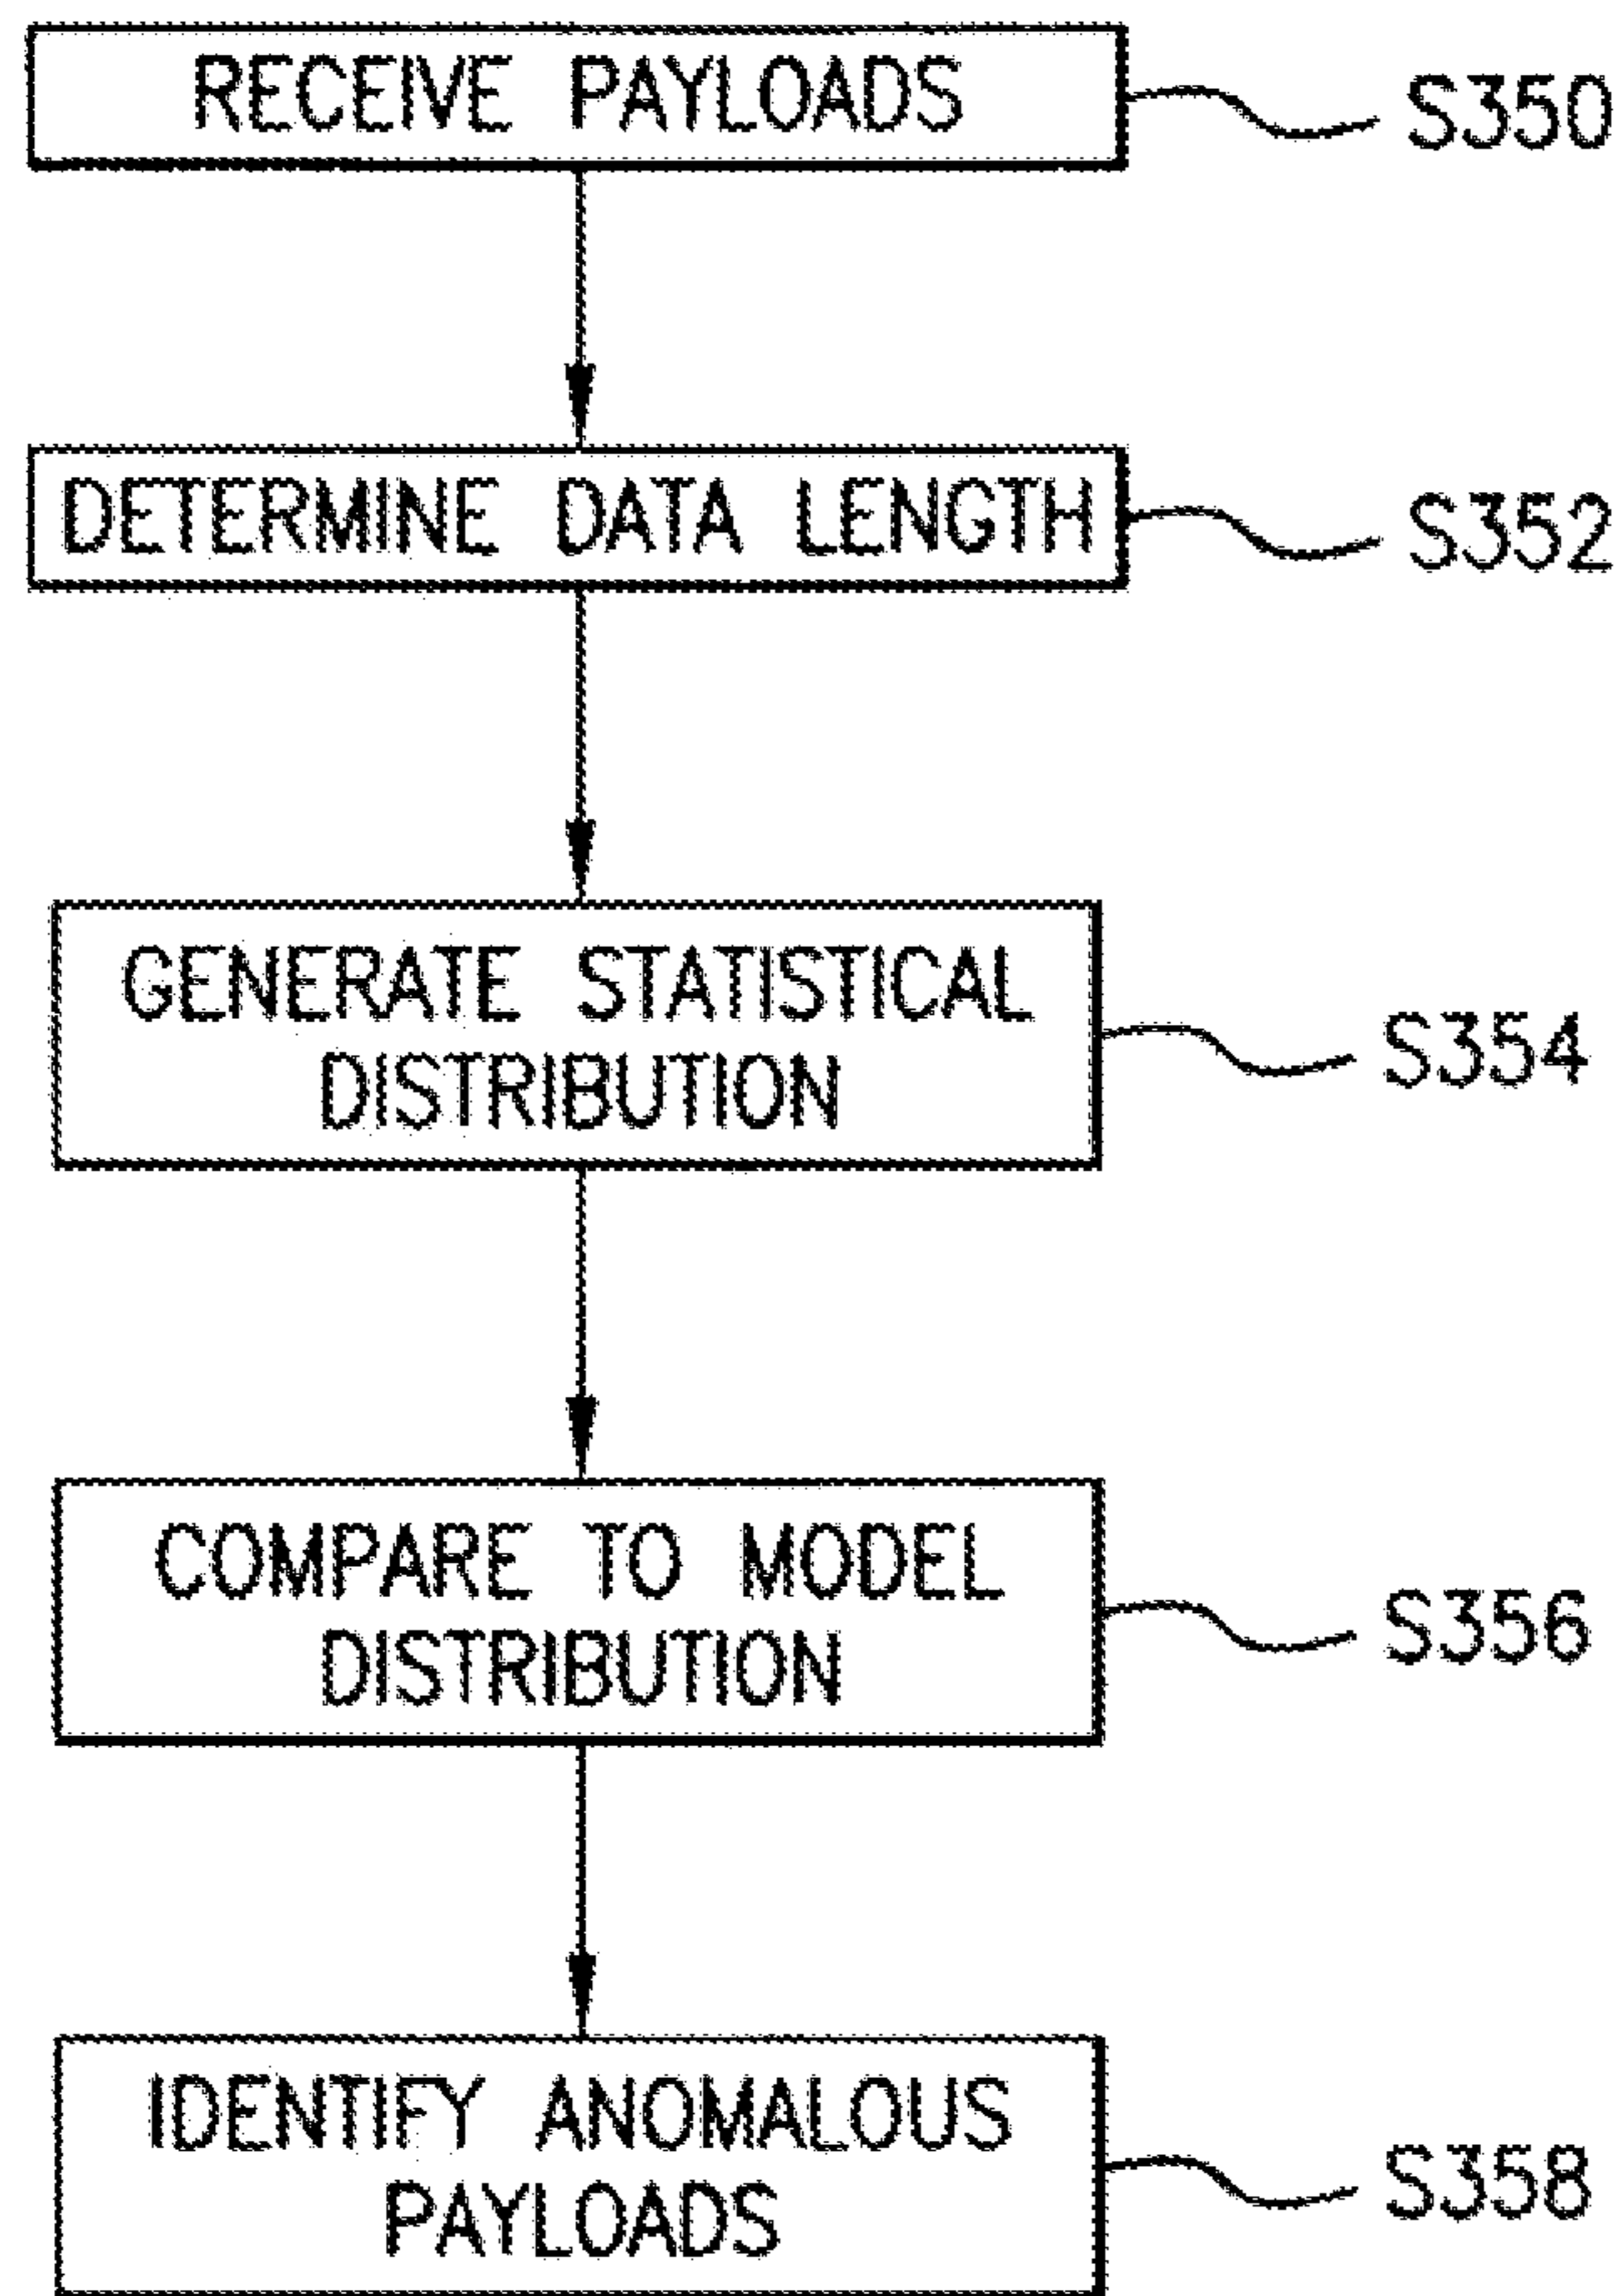 RECEIVE PAYLOADS
S350
DETERMINE DATA LENGTH
S352
GENERATE STATISTICAL
DISTRIBUTION
S354
COMPARE TO MODEL
DISTRIBUTION
S356
IDENTIFY ANOMALOUS
PAYLOADS
S358